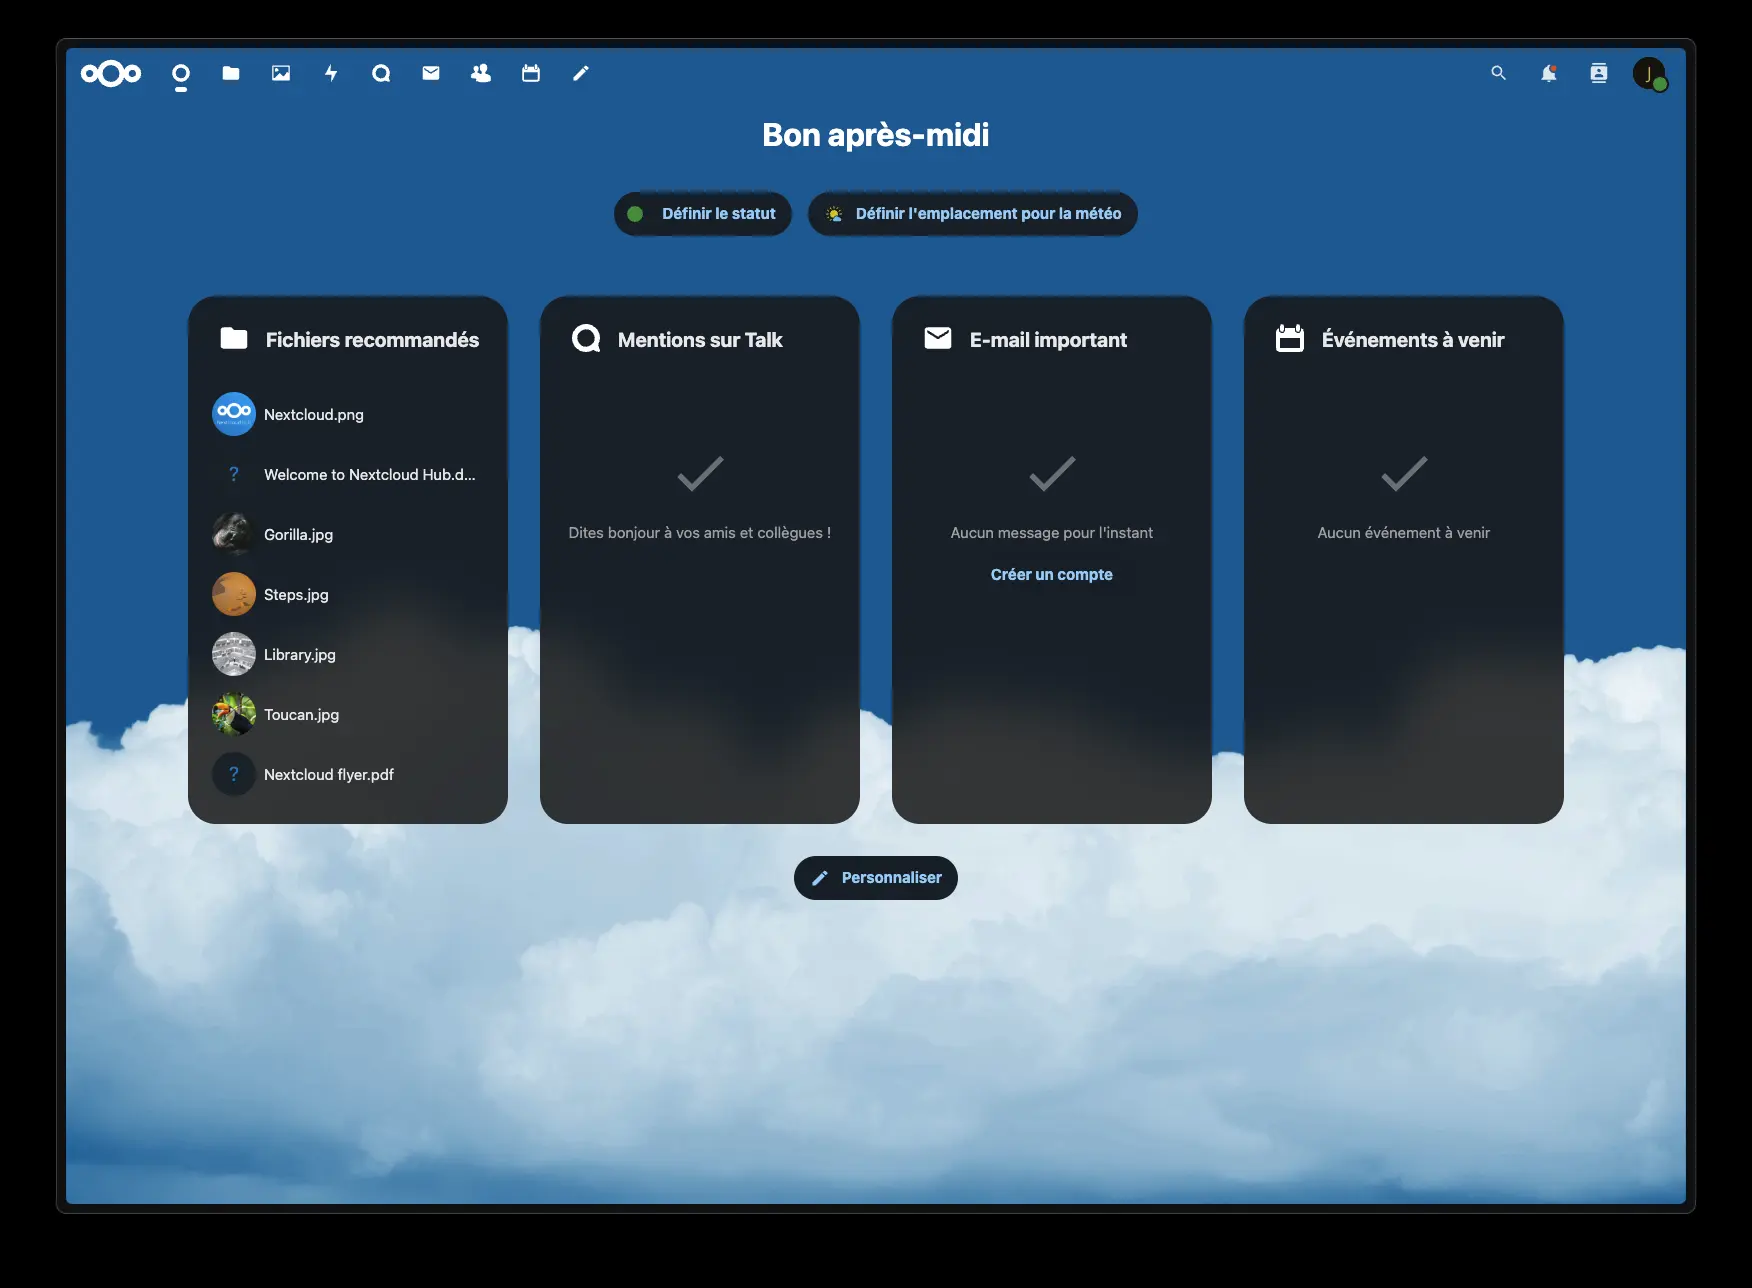 J
Bon après-midi
Définir le statut
Définir l'emplacement pour la météo
Fichiers recommandés
Nextcloud.png
Welcome to Nextcloud Hub.d...
Gorilla.jpg
Steps.jpg
Library.jpg
Toucan.jpg
Nextcloud flyer.pdf
Mentions sur Talk
Dites bonjour à vos amis et collègues !
E-mail important
Aucun message pour l'instant
Créer un compte
Événements à venir
Aucun événement à venir
Personnaliser